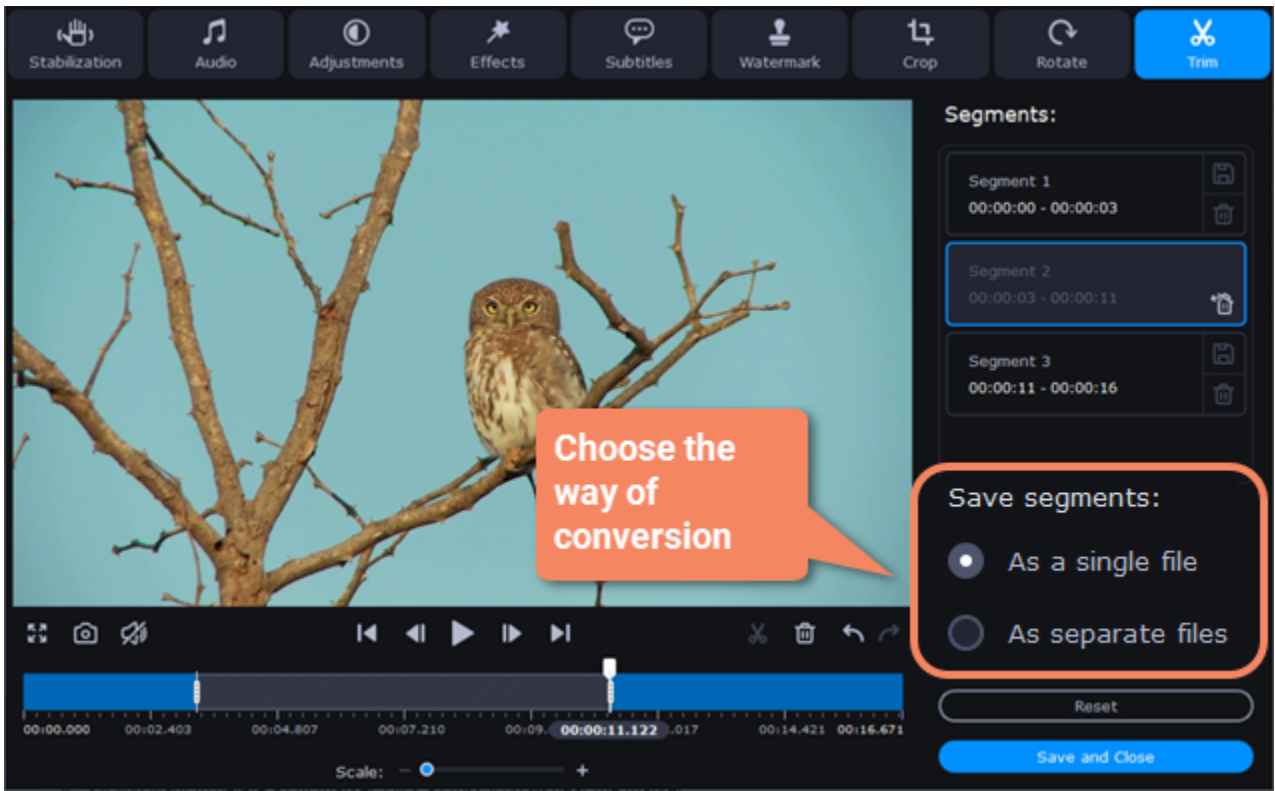 Stabilization
Audio
Adjustments
Effects
Subtitles
Watermark
Crop
Rotate
Trim
Segments:
Segment 1
00:00:00 - 00:00:03
Segment 2
00:00:03 - 00:00:11
Segment 3
00:00:11 - 00:00:16
Choose the
way of
conversion
Save segments:
As a single file
As separate files
00:00.000 00:02.403 00:04.807 00:07.210 00:09. 00:00:11.122 .017 00:14.421 00:16.671
Scale: − +
Reset
Save and Close